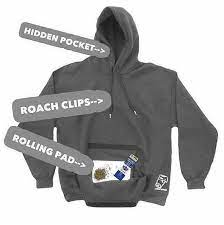 HIDDEN POCKET-->
ROACH CLIPS-->
ROLLING PAD-->